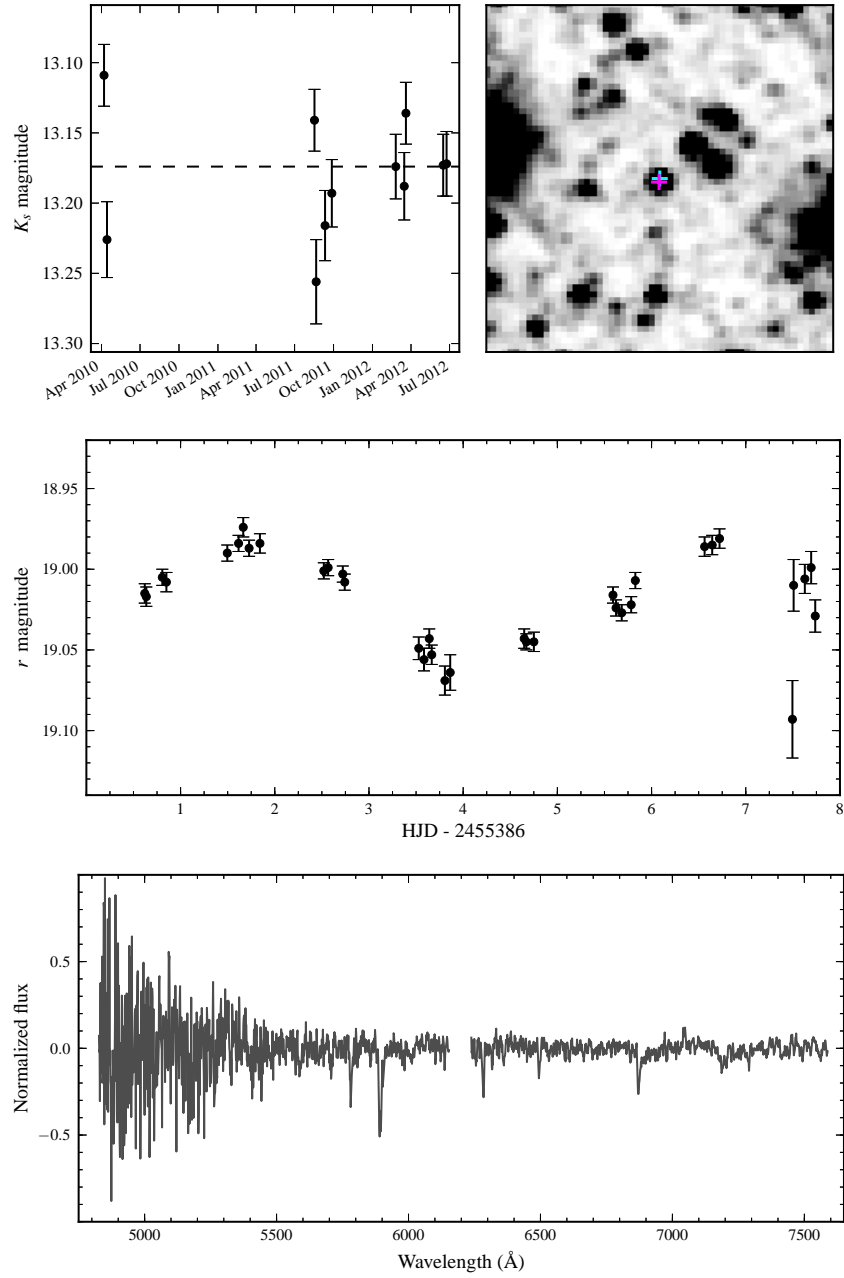 13.10
13.15
13.20
13.25
13.30
K_s magnitude
Apr 2010
Jul 2010
Oct 2010
Jan 2011
Apr 2011
Jul 2011
Oct 2011
Jan 2012
Apr 2012
Jul 2012
18.95
19.00
19.05
19.10
r magnitude
1 2 3 4 5 6 7 8
HJD - 2455386
0.5
0.0
−0.5
Normalized flux
5000 5500 6000 6500 7000 7500
Wavelength (Å)